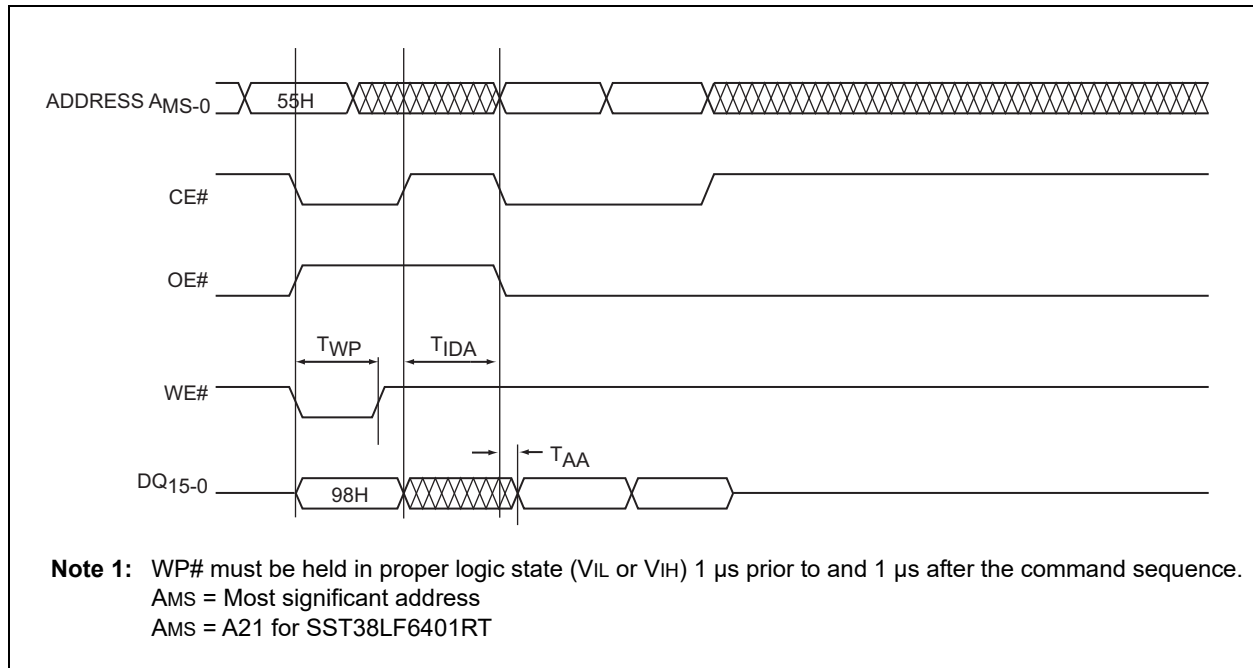 ADDRESS AMS-0
55H
CE#
OE#
TWP
TIDA
WE#
TAA
DQ15-0
98H
Note 1: WP# must be held in proper logic state (VIL or VIH) 1 µs prior to and 1 µs after the command sequence.
AMS = Most significant address
AMS = A21 for SST38LF6401RT